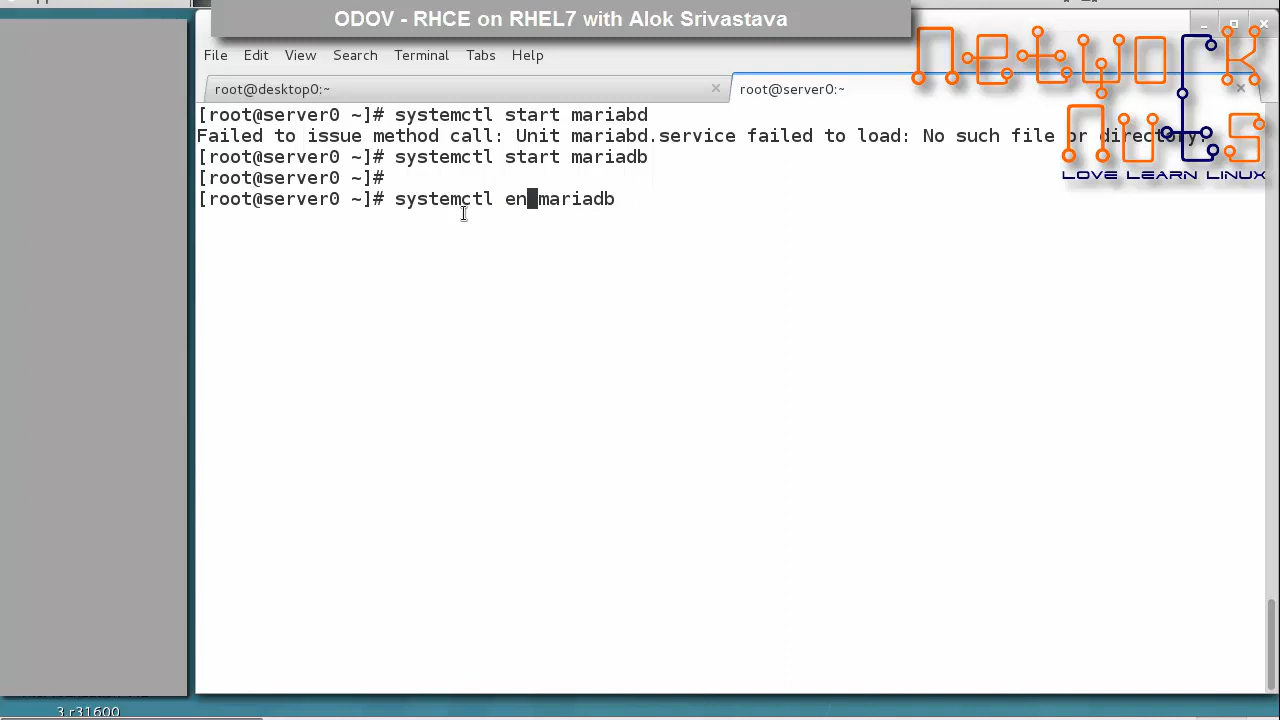 ODOV - RHCE on RHEL7 with Alok Srivastava
File Edit View Search Terminal Tabs Help
root@desktop0:~ root@server0:~
NETWORK
NUTS
LOVE LEARN LINUX
[root@server0 ~]# systemctl start mariabd
Failed to issue method call: Unit mariabd.service failed to load: No such file or directory.
[root@server0 ~]# systemctl start mariadb
[root@server0 ~]#
[root@server0 ~]# systemctl en mariadb
3 r31600